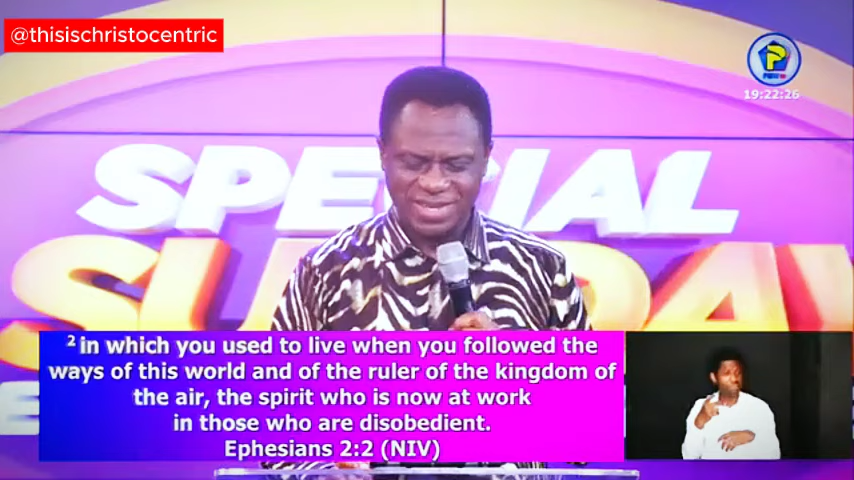 @thisischristocentric
P
19:22:26
SPECIAL
² in which you used to live when you followed the
ways of this world and of the ruler of the kingdom of
the air, the spirit who is now at work
in those who are disobedient.
Ephesians 2:2 (NIV)